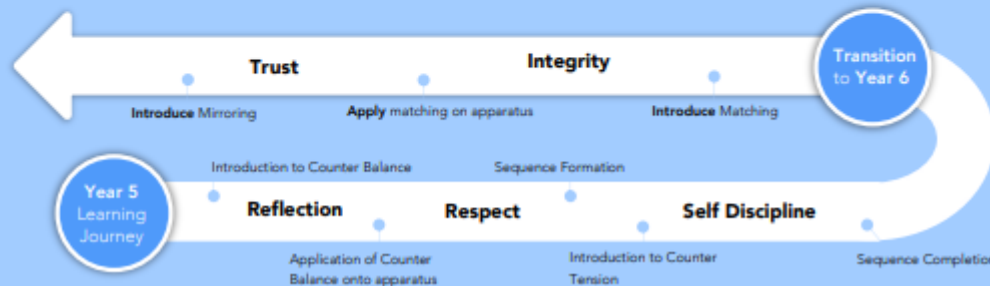 Trust
Integrity
Transition
to Year 6
Introduce Mirroring
Apply matching on apparatus
Introduce Matching
Introduction to Counter Balance
Sequence Formation
Year 5
Learning
Journey
Reflection
Respect
Self Discipline
Application of Counter
Balance onto apparatus
Introduction to Counter
Tension
Sequence Completion